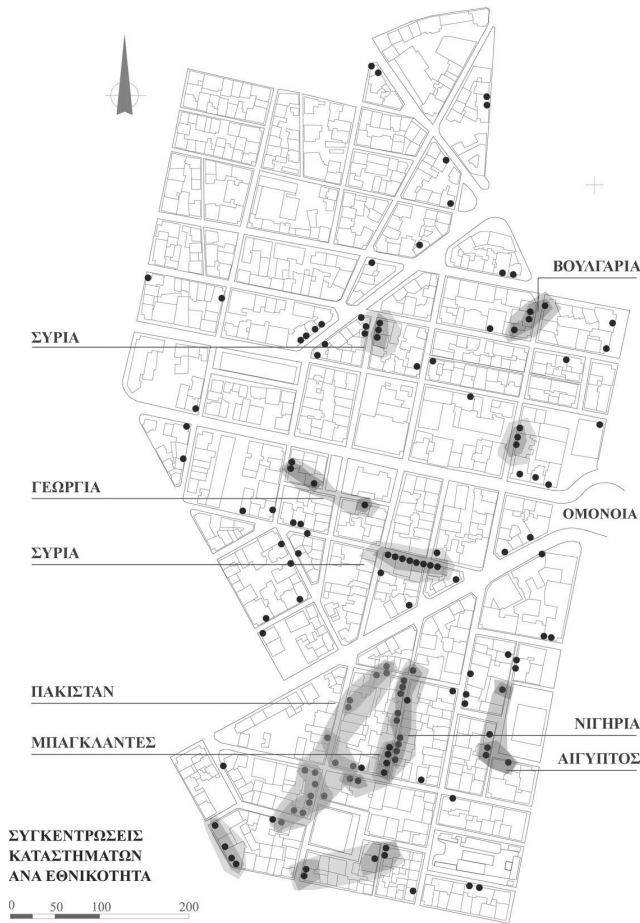 ΒΟΥΛΓΑΡΙΑ
ΣΥΡΙΑ
ΓΕΩΡΓΙΑ
ΟΜΟΝΟΙΑ
ΣΥΡΙΑ
ΠΑΚΙΣΤΑΝ
ΝΙΓΗΡΙΑ
ΜΠΑΓΚΛΑΝΤΕΣ
ΑΙΓΥΠΤΟΣ
ΣΥΓΚΕΝΤΡΩΣΕΙΣ
ΚΑΤΑΣΤΗΜΑΤΩΝ
ΑΝΑ ΕΘΝΙΚΟΤΗΤΑ
0 50 100 200